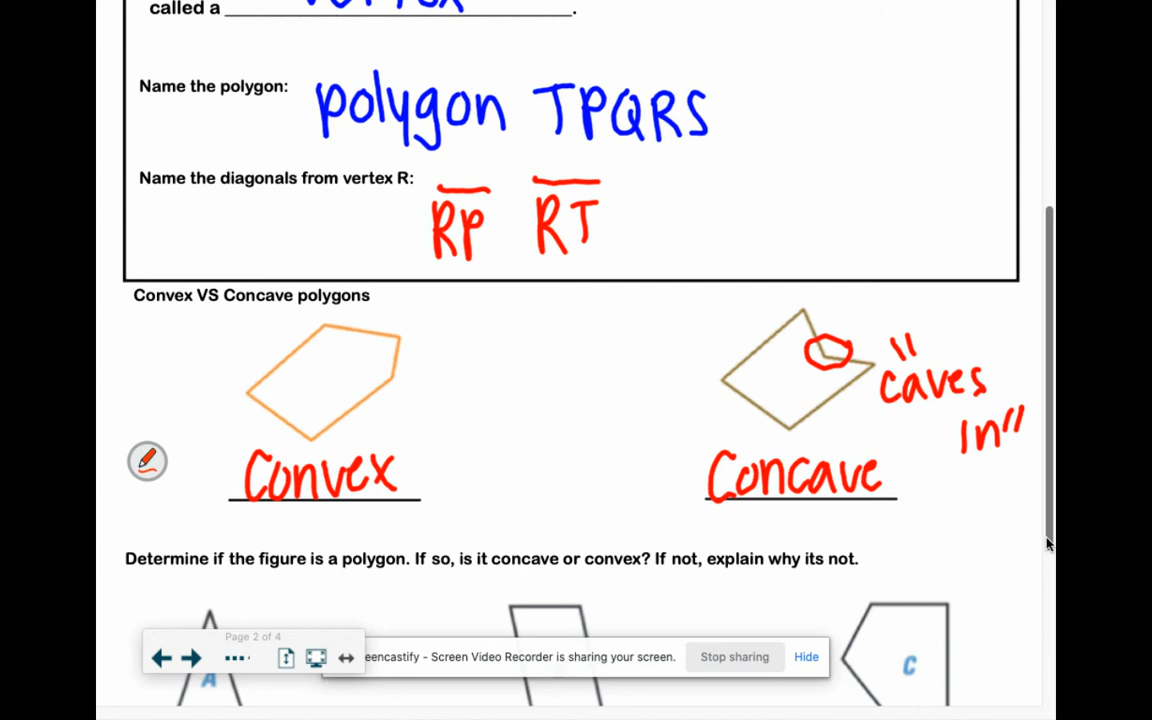 called a vertex.
Name the polygon: polygon TPQRS
Name the diagonals from vertex R: RP RT
Convex VS Concave polygons
"caves
in"
Convex Concave
Determine if the figure is a polygon. If so, is it concave or convex? If not, explain why its not.
Page 2 of 4
eencastify - Screen Video Recorder is sharing your screen. Stop sharing Hide
A C